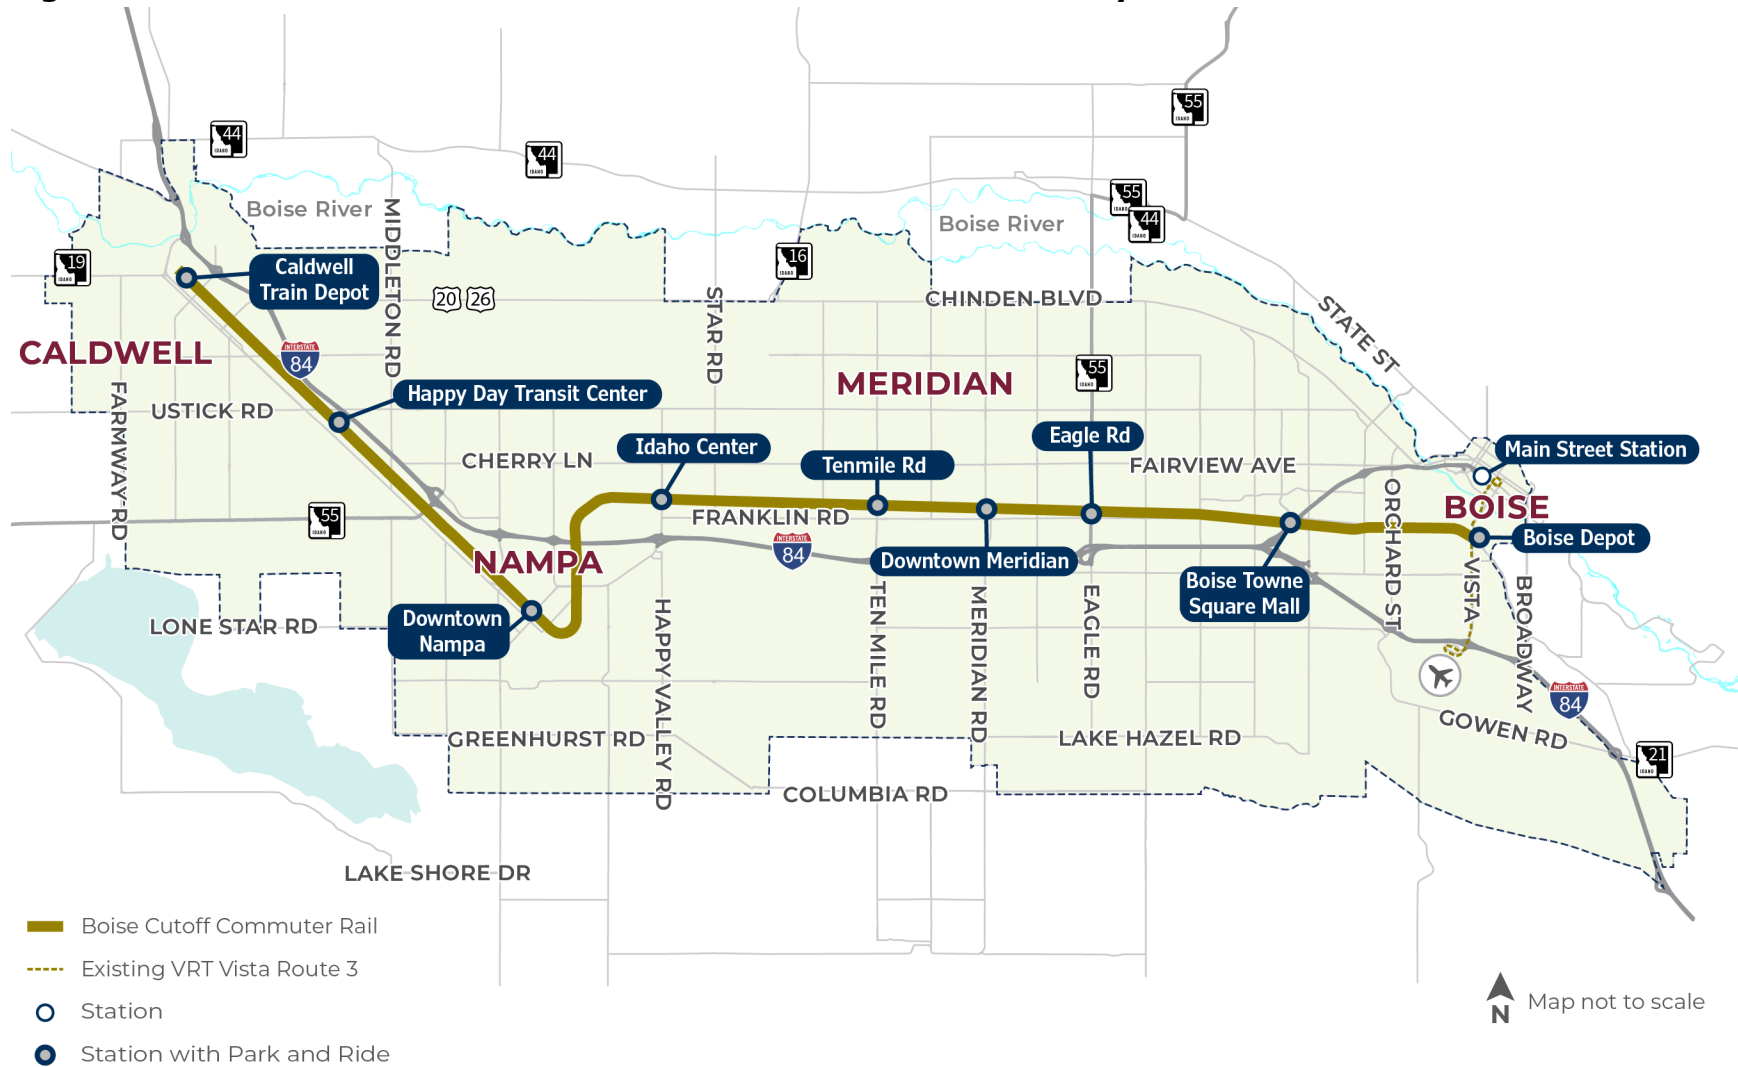 44
44
55
55
44
Boise River
Boise River
MIDDLETON RD
19
16
Caldwell
Train Depot
20
26
CHINDEN BLVD
STAR RD
STATE ST
CALDWELL
INTERSTATE
84
MERIDIAN
55
Happy Day Transit Center
FARMWAY RD
USTICK RD
Eagle Rd
Idaho Center
Main Street Station
CHERRY LN
Tenmile Rd
FAIRVIEW AVE
ORCHARD ST
BOISE
55
FRANKLIN RD
Boise Depot
INTERSTATE
84
NAMPA
Downtown Meridian
Boise Towne
Square Mall
VISTA
BROADWAY
Downtown
Nampa
LONE STAR RD
HAPPY VALLEY RD
TEN MILE RD
MERIDIAN RD
EAGLE RD
INTERSTATE
84
GOWEN RD
GREENHURST RD
LAKE HAZEL RD
21
COLUMBIA RD
LAKE SHORE DR
Boise Cutoff Commuter Rail
Existing VRT Vista Route 3
Station
Station with Park and Ride
N
Map not to scale